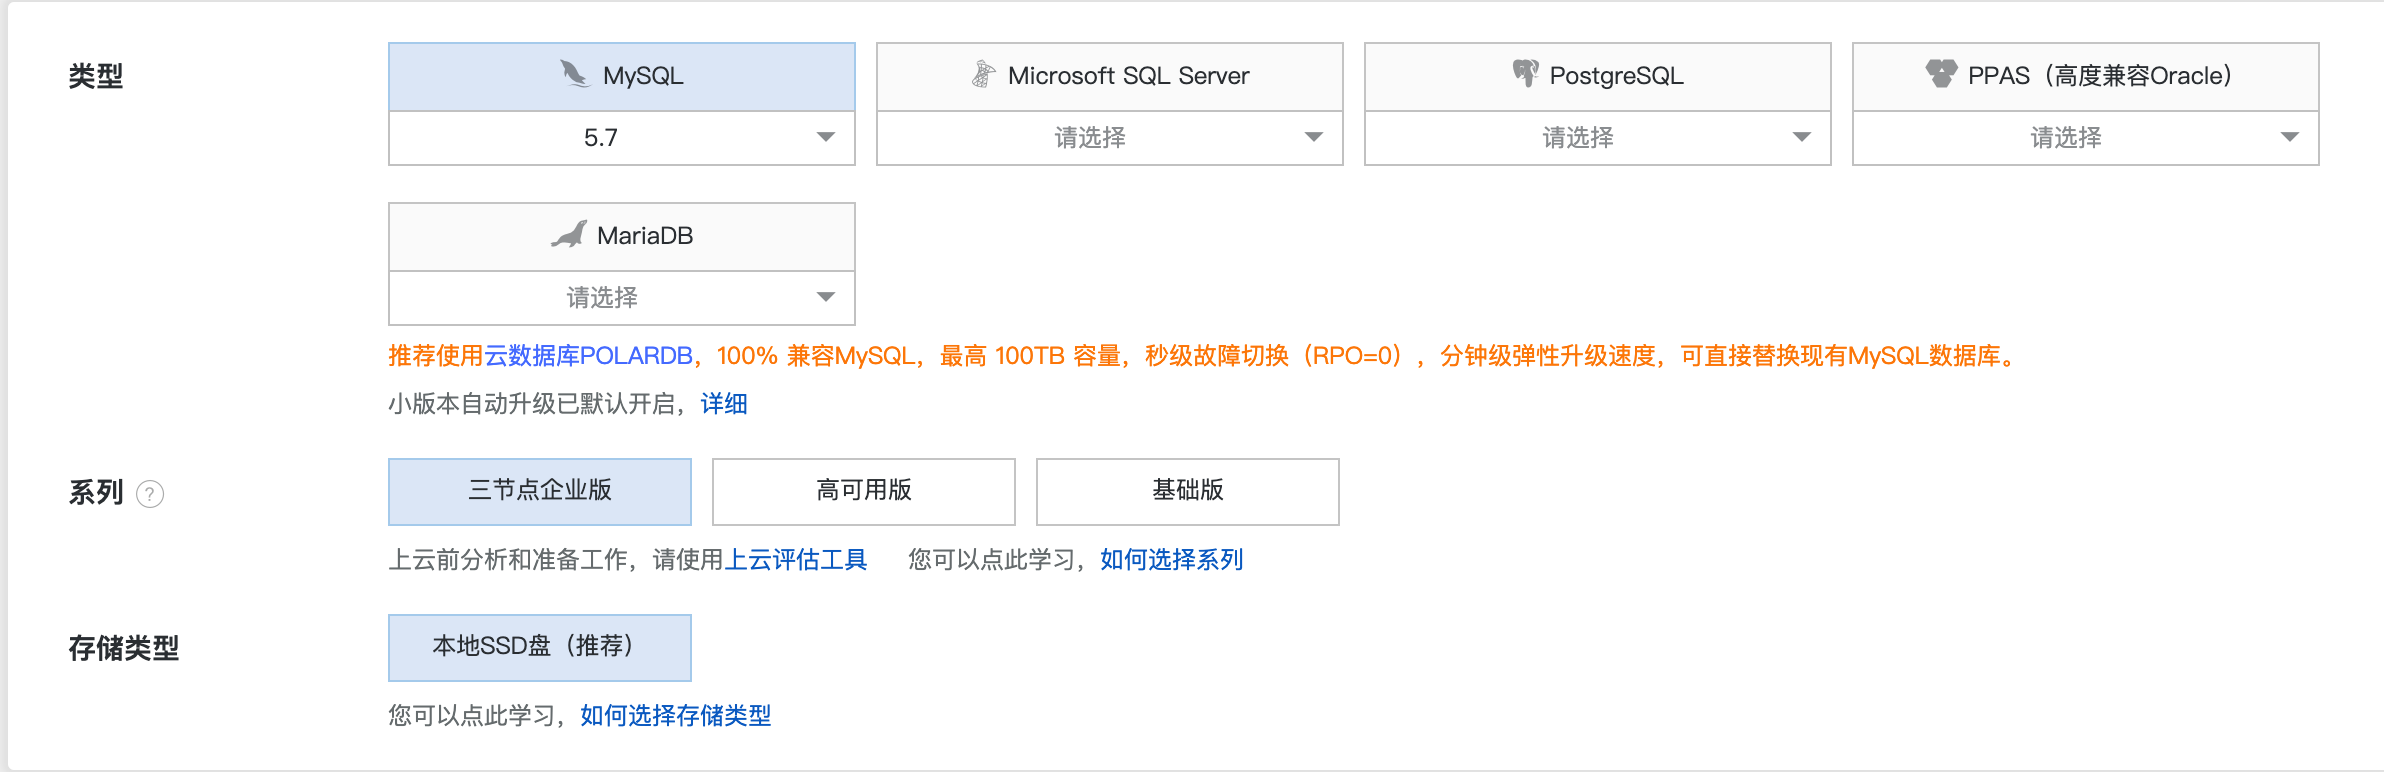 类型
MySQL
Microsoft SQL Server
PostgreSQL
PPAS（高度兼容Oracle）
5.7
请选择
请选择
请选择
MariaDB
请选择
推荐使用云数据库POLARDB，100% 兼容MySQL，最高 100TB 容量，秒级故障切换（RPO=0），分钟级弹性升级速度，可直接替换现有MySQL数据库。
小版本自动升级已默认开启，详细
系列 ?
三节点企业版
高可用版
基础版
上云前分析和准备工作，请使用上云评估工具 您可以点此学习，如何选择系列
存储类型
本地SSD盘（推荐）
您可以点此学习，如何选择存储类型